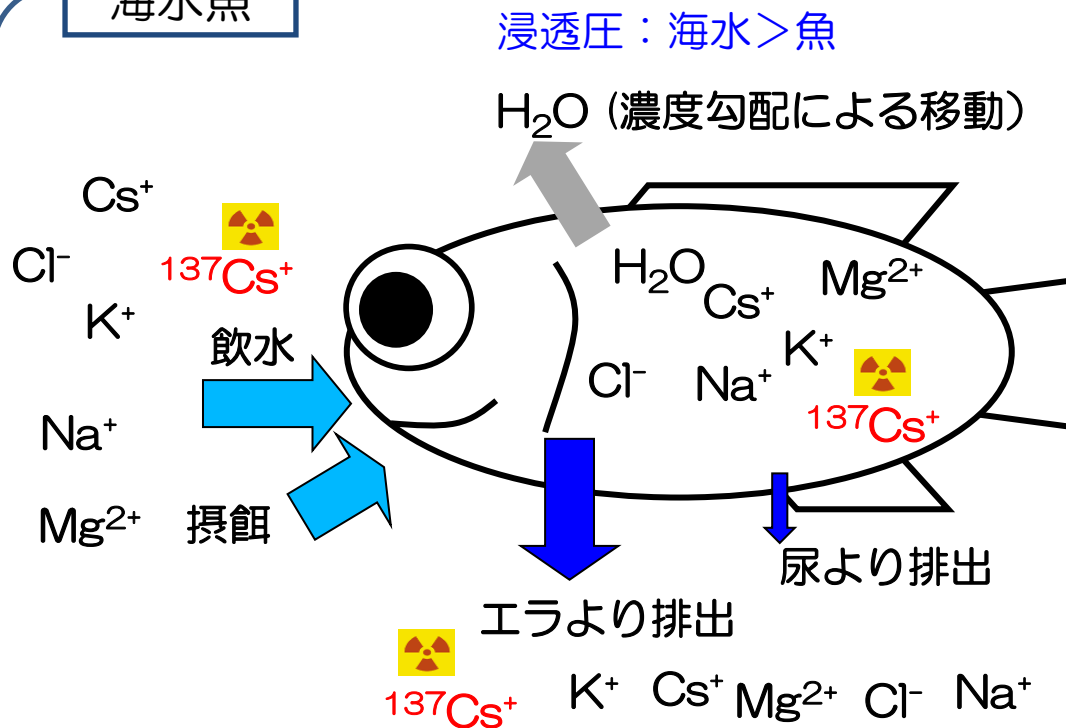 海水魚
浸透圧：海水＞魚
H₂O（濃度勾配による移動）
Cs⁺
Cl⁻
¹³⁷Cs⁺
K⁺
飲水
Na⁺
Mg²⁺
摂餌
H₂O
Cs⁺
Mg²⁺
K⁺
Cl⁻
Na⁺
¹³⁷Cs⁺
尿より排出
エラより排出
¹³⁷Cs⁺
K⁺ Cs⁺ Mg²⁺ Cl⁻ Na⁺